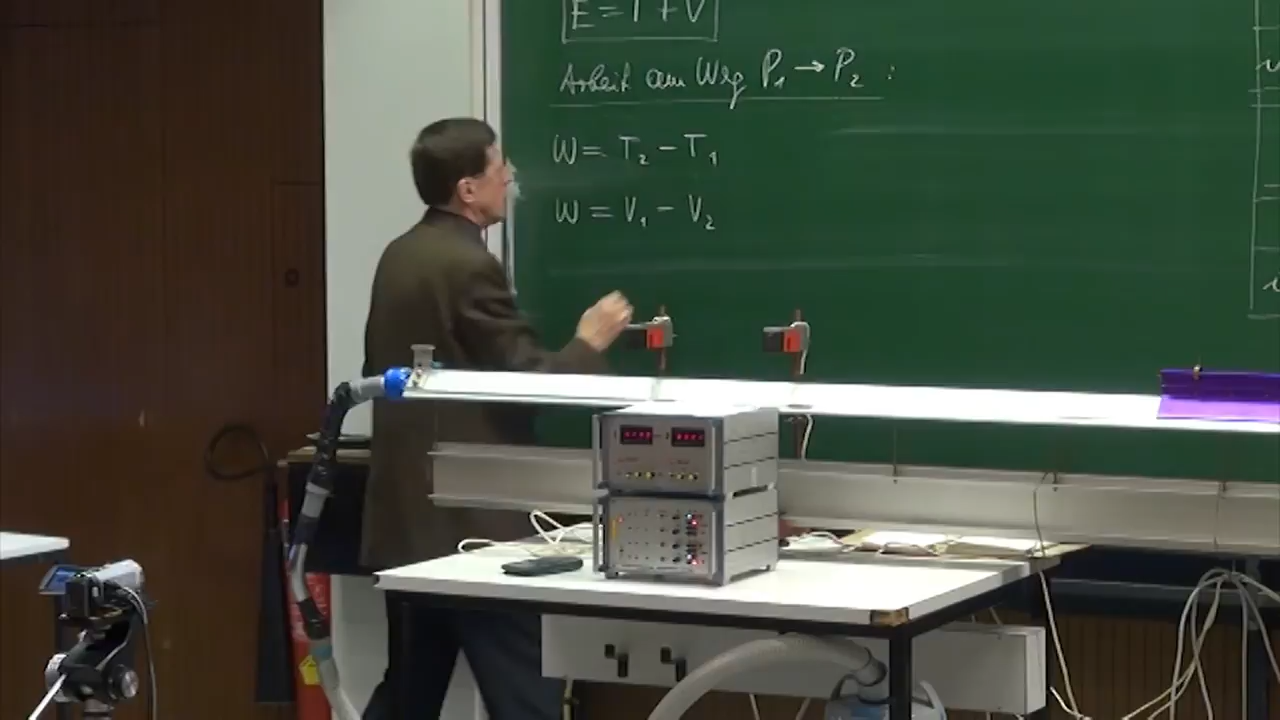 E = T + V
Arbeit am Weg P₁ → P₂ :
W = T₂ - T₁
W = V₁ - V₂